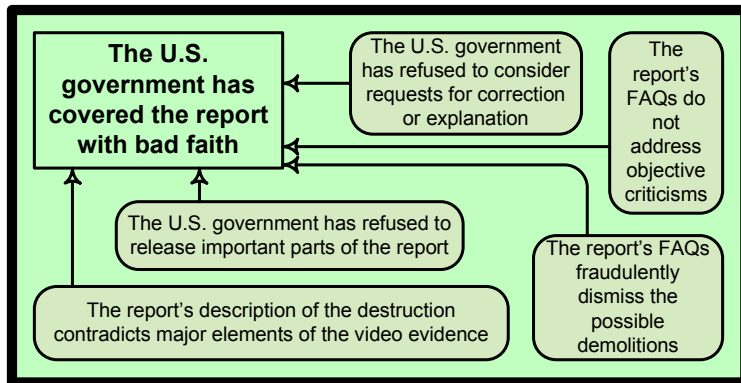 The U.S.
government has
covered the report
with bad faith
The U.S. government
has refused to consider
requests for correction
or explanation
The
report’s
FAQs do
not
address
objective
criticisms
The U.S. government has refused to
release important parts of the report
The report’s FAQs
fraudulently
dismiss the
possible
demolitions
The report’s description of the destruction
contradicts major elements of the video evidence